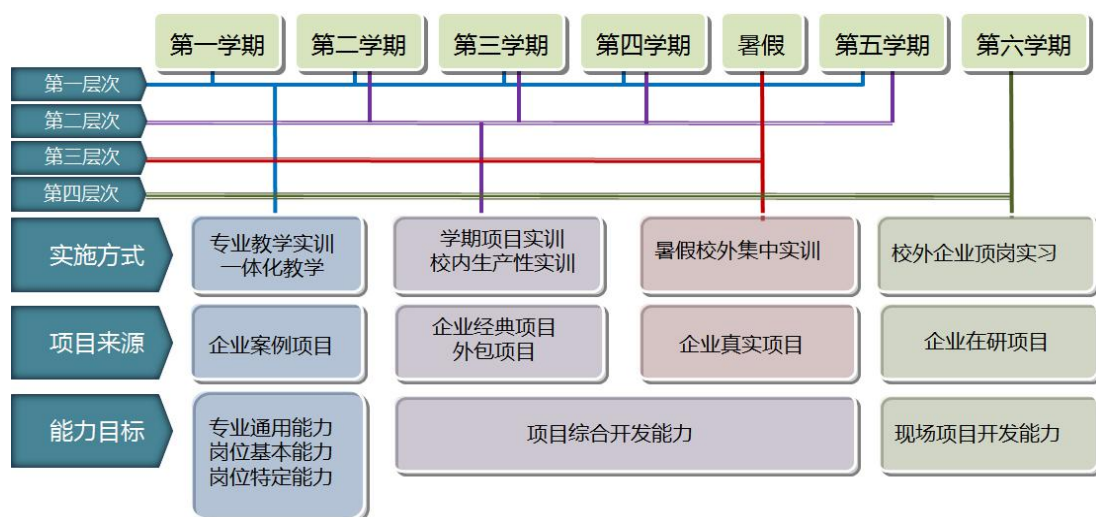 第一学期
第二学期
第三学期
第四学期
暑假
第五学期
第六学期
第一层次
第二层次
第三层次
第四层次
实施方式
专业教学实训
一体化教学
学期项目实训
校内生产性实训
暑假校外集中实训
校外企业顶岗实习
项目来源
企业案例项目
企业经典项目
外包项目
企业真实项目
企业在研项目
能力目标
专业通用能力
岗位基本能力
岗位特定能力
项目综合开发能力
现场项目开发能力